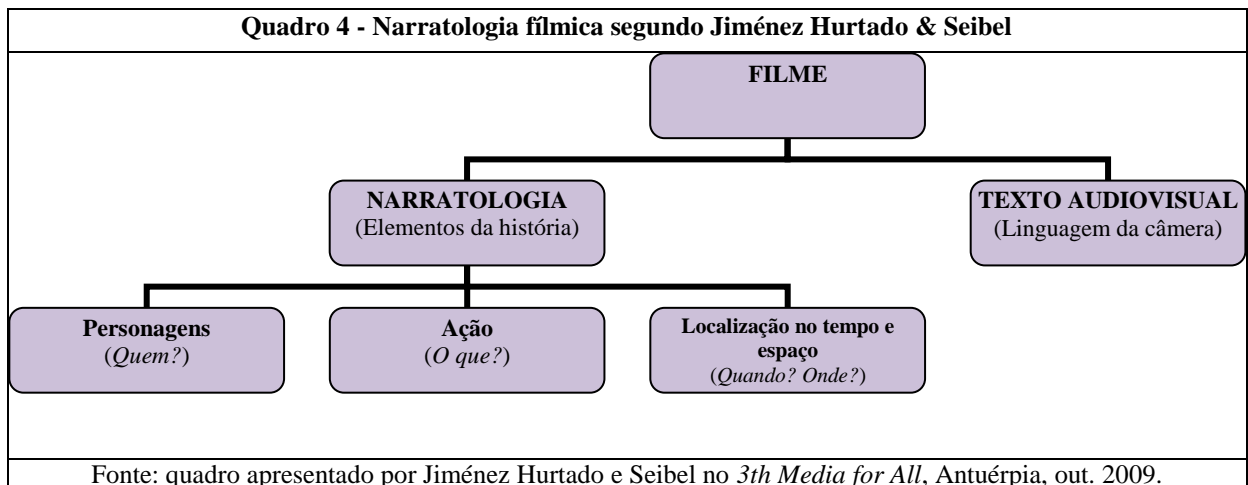 Quadro 4 - Narratologia fílmica segundo Jiménez Hurtado & Seibel
FILME
NARRATOLOGIA
(Elementos da história)
TEXTO AUDIOVISUAL
(Linguagem da câmera)
Personagens
(Quem?)
Ação
(O que?)
Localização no tempo e
espaço
(Quando? Onde?)
Fonte: quadro apresentado por Jiménez Hurtado e Seibel no 3th Media for All, Antuérpia, out. 2009.